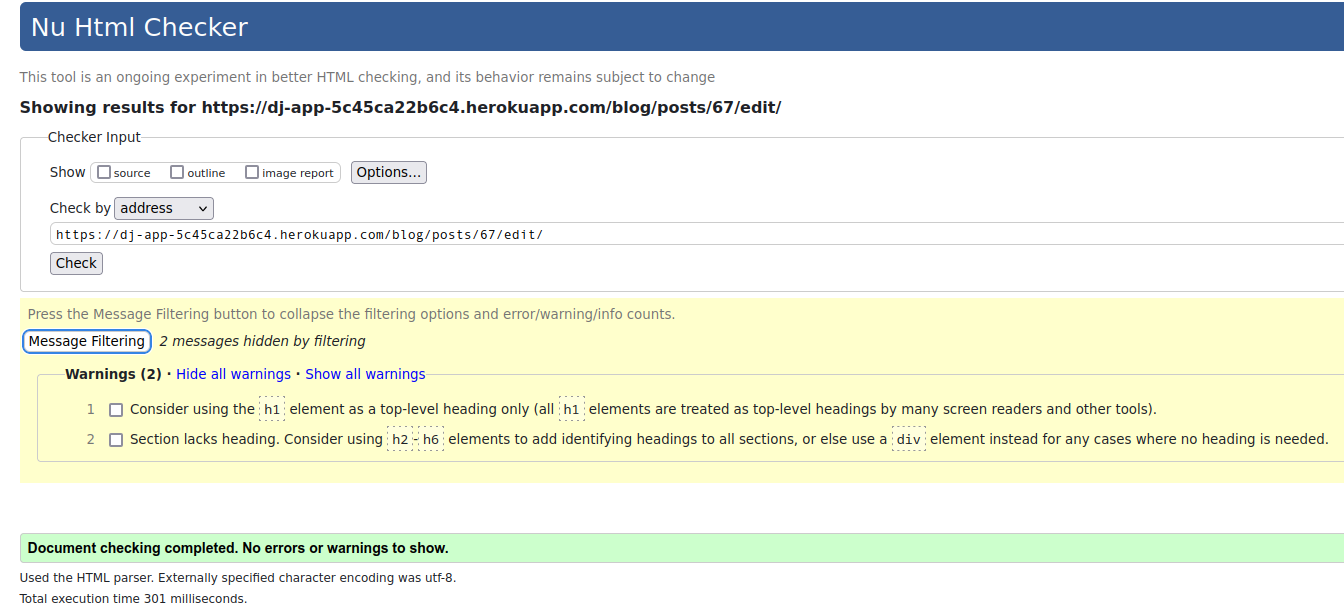 Nu Html Checker
This tool is an ongoing experiment in better HTML checking, and its behavior remains subject to change
Showing results for https://dj-app-5c45ca22b6c4.herokuapp.com/blog/posts/67/edit/
Checker Input
Show source outline image report Options...
Check by address
https://dj-app-5c45ca22b6c4.herokuapp.com/blog/posts/67/edit/
Check
Press the Message Filtering button to collapse the filtering options and error/warning/info counts.
Message Filtering 2 messages hidden by filtering
Warnings (2) · Hide all warnings · Show all warnings
1 Consider using the h1 element as a top-level heading only (all h1 elements are treated as top-level headings by many screen readers and other tools).
2 Section lacks heading. Consider using h2-h6 elements to add identifying headings to all sections, or else use a div element instead for any cases where no heading is needed.
Document checking completed. No errors or warnings to show.
Used the HTML parser. Externally specified character encoding was utf-8.
Total execution time 301 milliseconds.